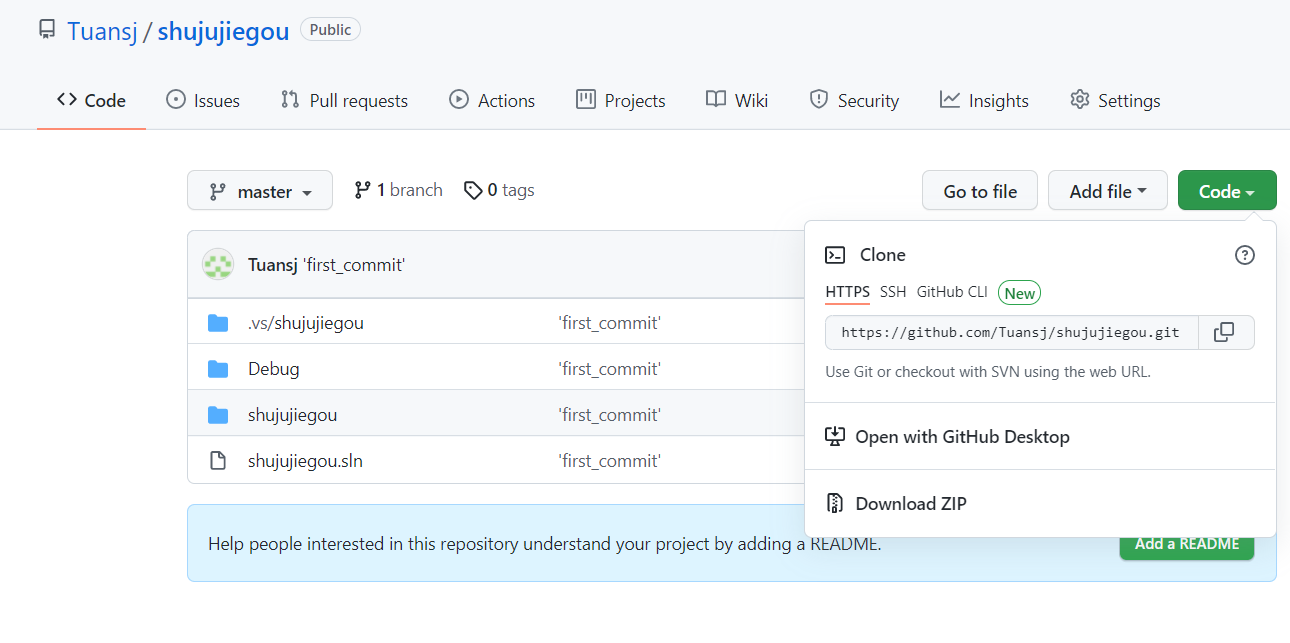 Tuansj / shujujiegou Public
Code Issues Pull requests Actions Projects Wiki Security Insights Settings
master 1 branch 0 tags Go to file Add file Code
Tuansj 'first_commit'
.vs/shujujiegou 'first_commit'
Debug 'first_commit'
shujujiegou 'first_commit'
shujujiegou.sln 'first_commit'
Clone
HTTPS SSH GitHub CLI New
https://github.com/Tuansj/shujujiegou.git
Use Git or checkout with SVN using the web URL.
Open with GitHub Desktop
Download ZIP
Help people interested in this repository understand your project by adding a README. Add a README